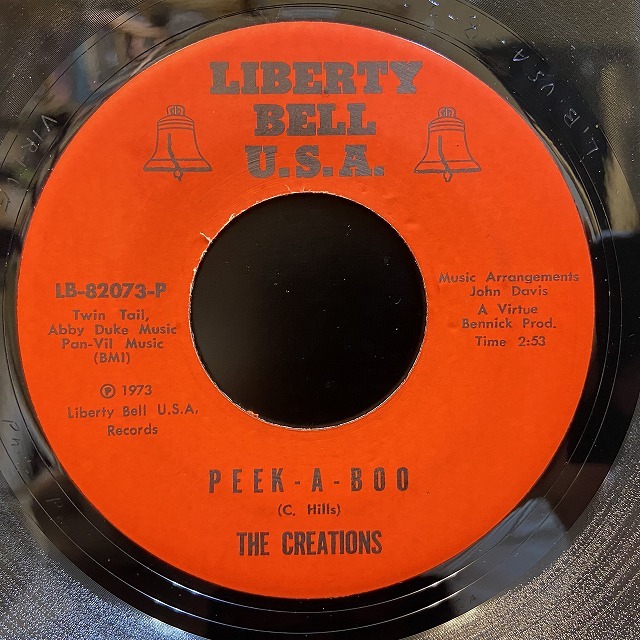 LIBERTY
BELL
U.S.A.
LB-82073-P
Twin Tail,
Abby Duke Music
Pan-Vil Music
(BMI)
℗ 1973
Liberty Bell U.S.A.
Records
Music Arrangements
John Davis
A Virtue
Bennick Prod.
Time 2:53
PEEK-A-BOO
(C. Hills)
THE CREATIONS
L.B USA